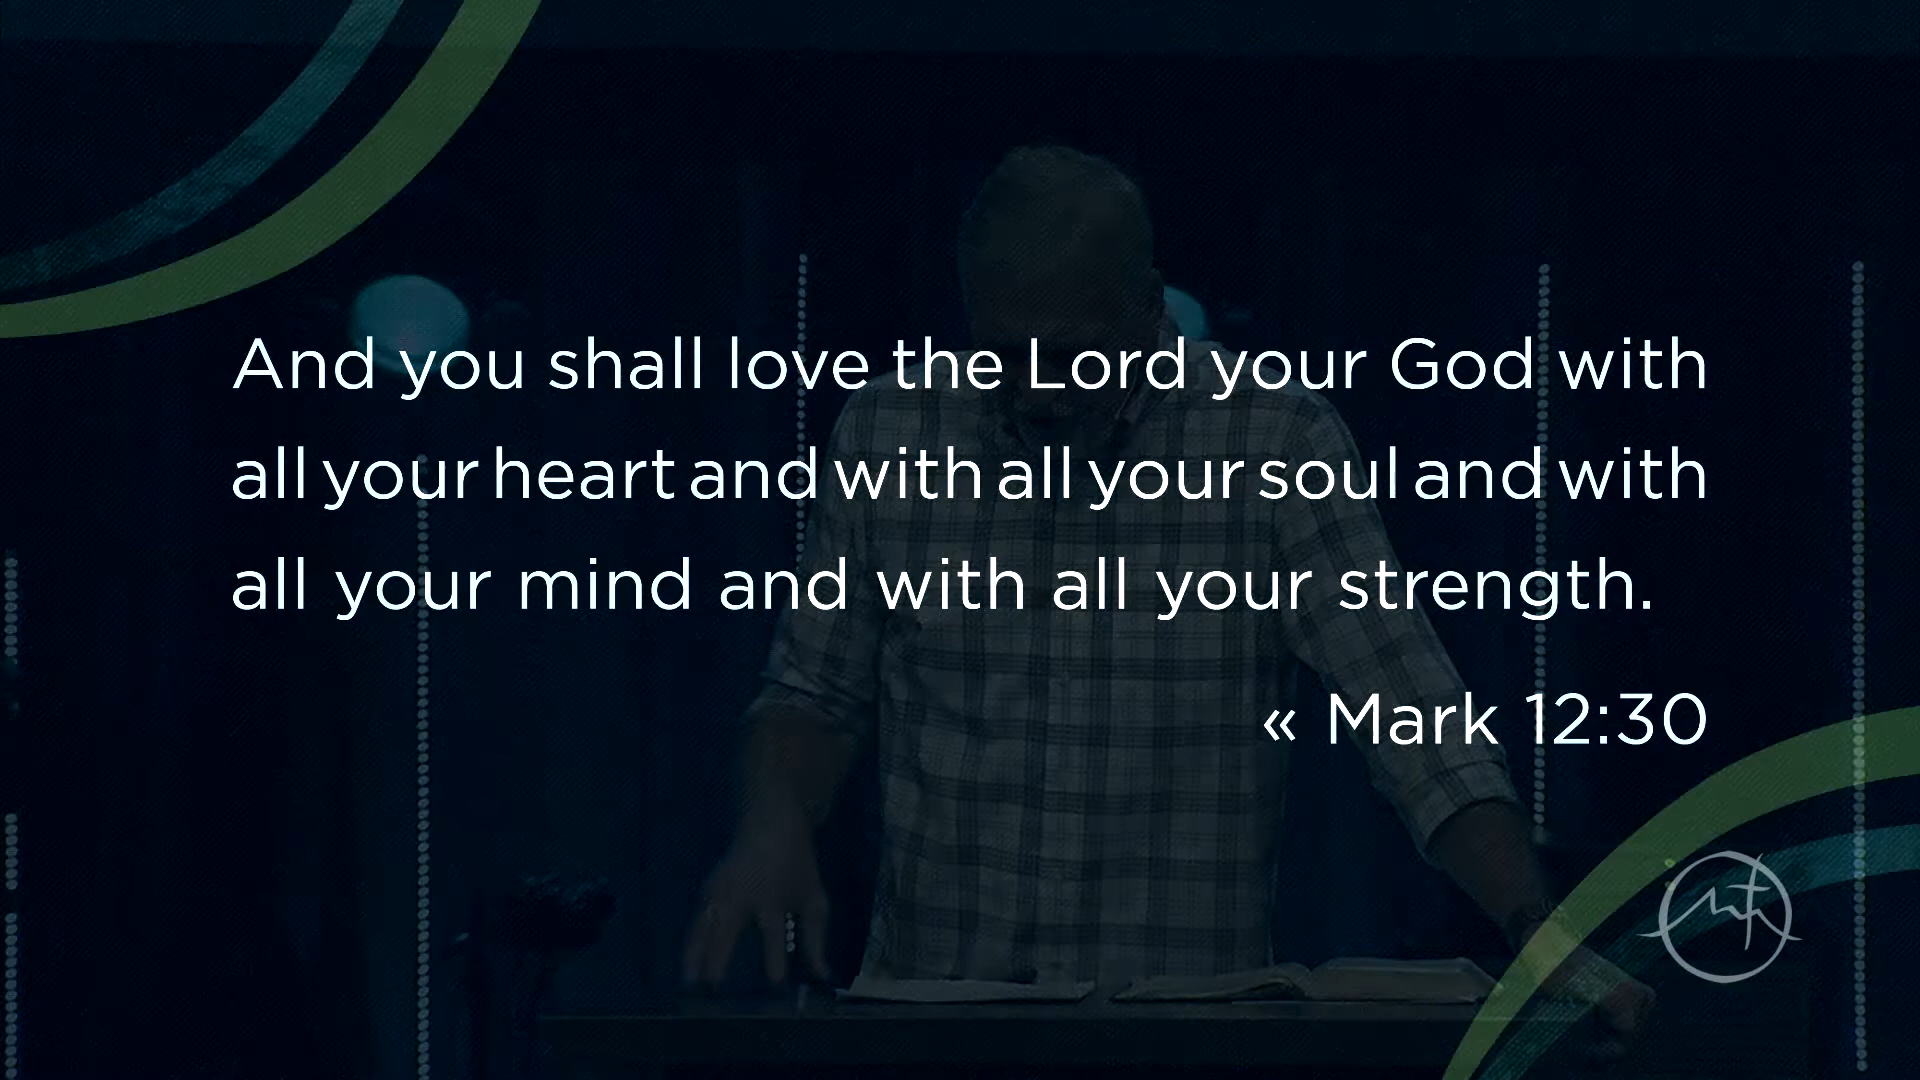 And you shall love the Lord your God with
all your heart and with all your soul and with
all your mind and with all your strength.
« Mark 12:30